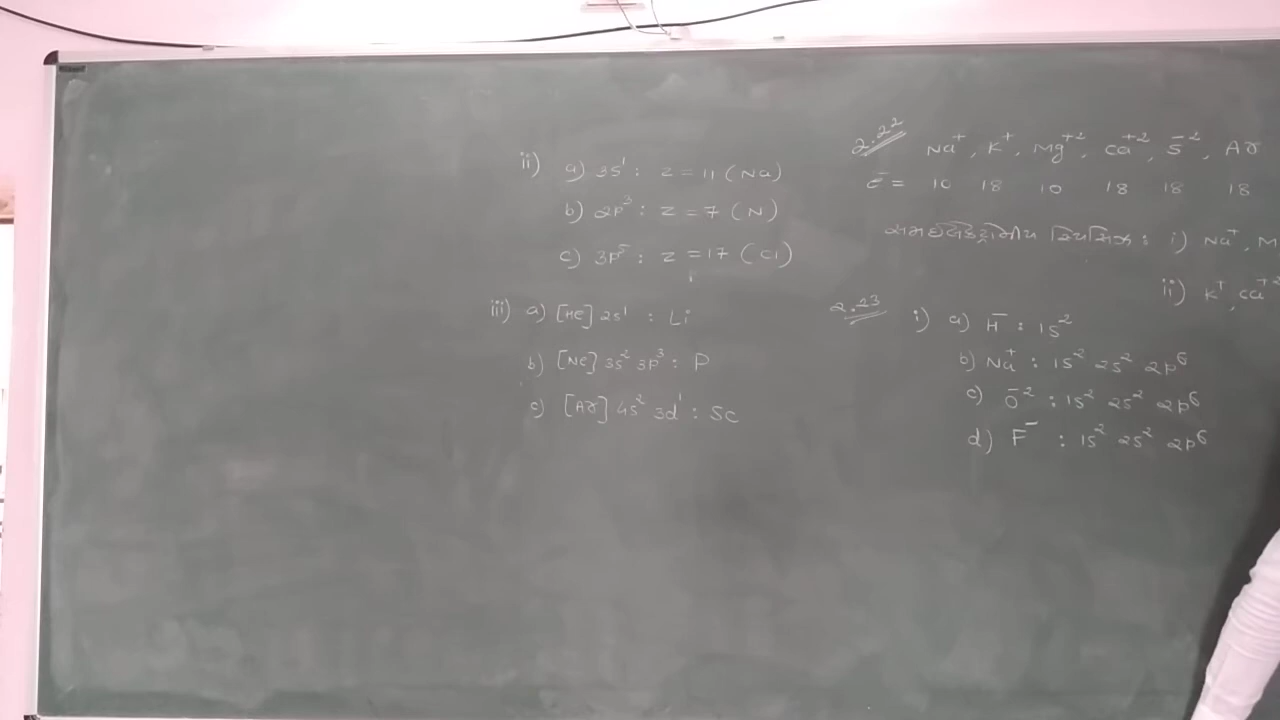 2.22 Na⁺, K⁺, Mg⁺², Ca⁺², S⁻², Ar
e⁻ = 10 18 10 18 18 18
i) Na⁺, M
ii) K⁺, Ca⁺²
2.23 i) a) H⁻ : 1s²
b) Na⁺ : 1s² 2s² 2p⁶
c) O⁻² : 1s² 2s² 2p⁶
d) F⁻ : 1s² 2s² 2p⁶
ii) a) 3s¹ : Z = 11 (Na)
b) 2p³ : Z = 7 (N)
c) 3p⁵ : Z = 17 (Cl)
iii) a) [He] 2s¹ : Li
b) [Ne] 3s² 3p³ : P
c) [Ar] 4s² 3d¹ : Sc